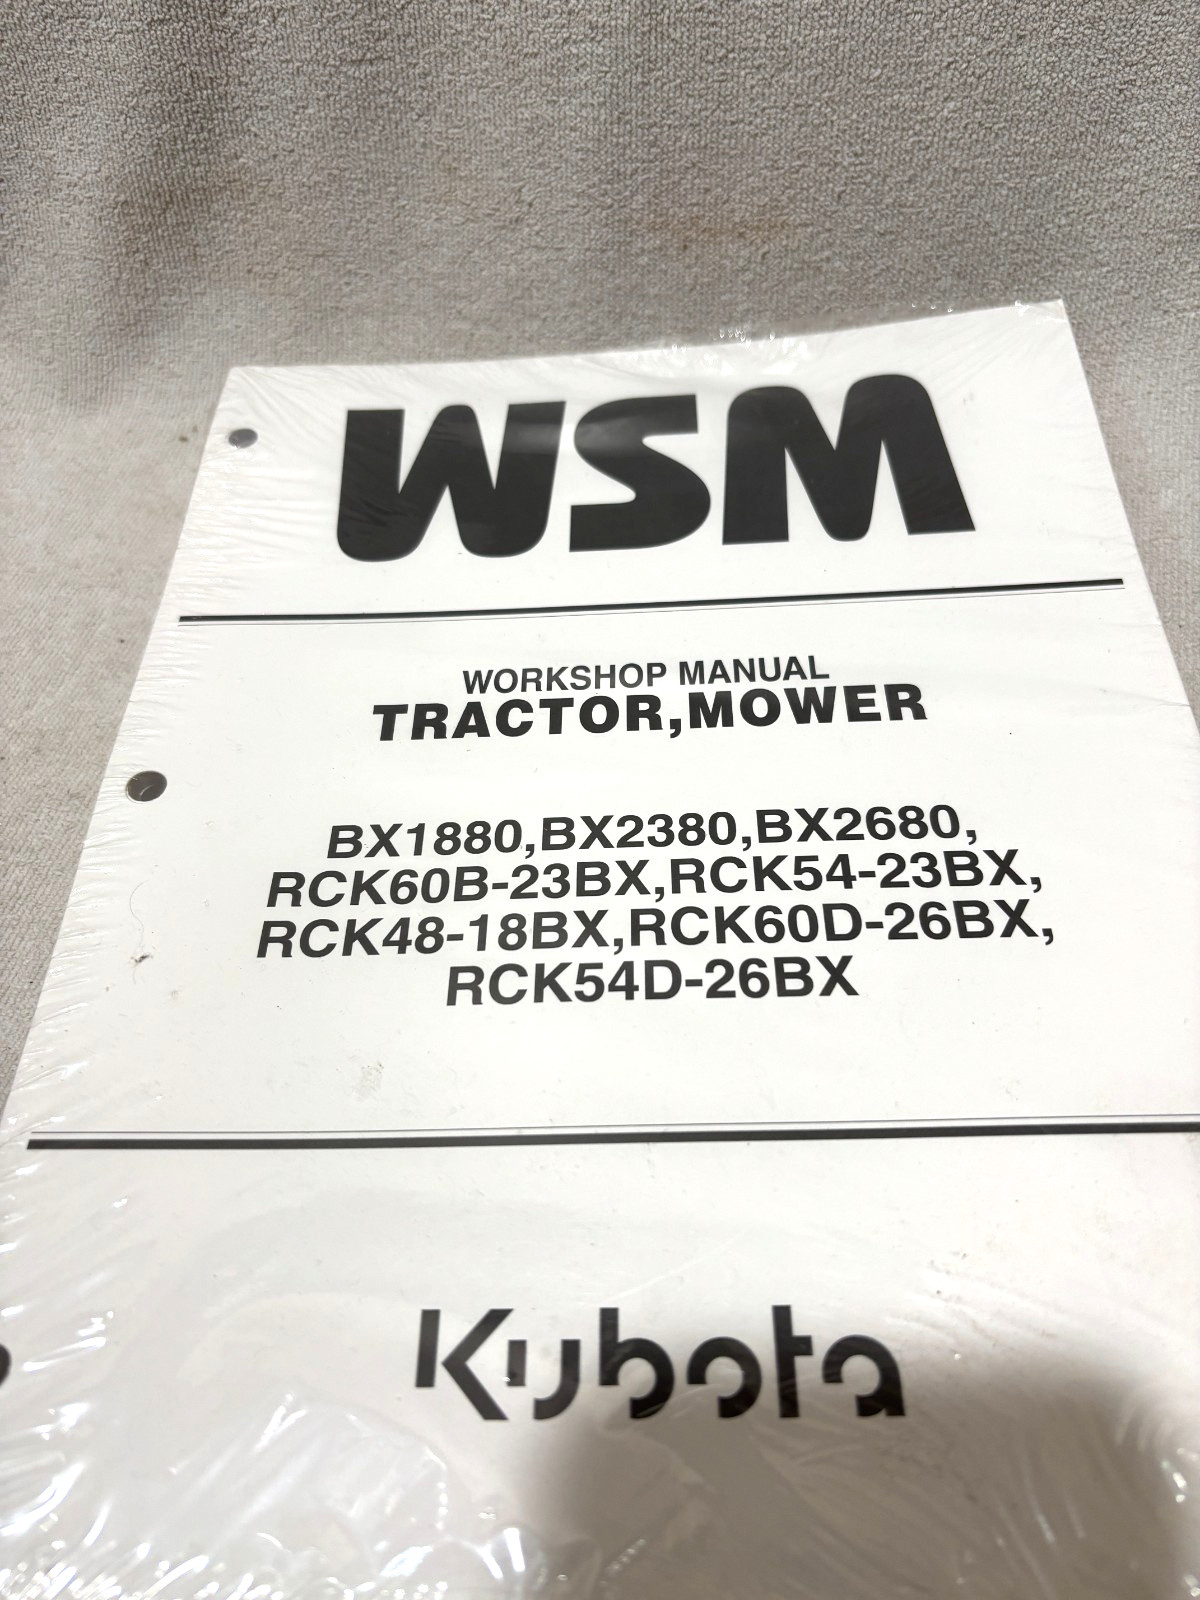 WSM
WORKSHOP MANUAL
TRACTOR,MOWER
BX1880,BX2380,BX2680,
RCK60B-23BX,RCK54-23BX,
RCK48-18BX,RCK60D-26BX,
RCK54D-26BX
Kubota